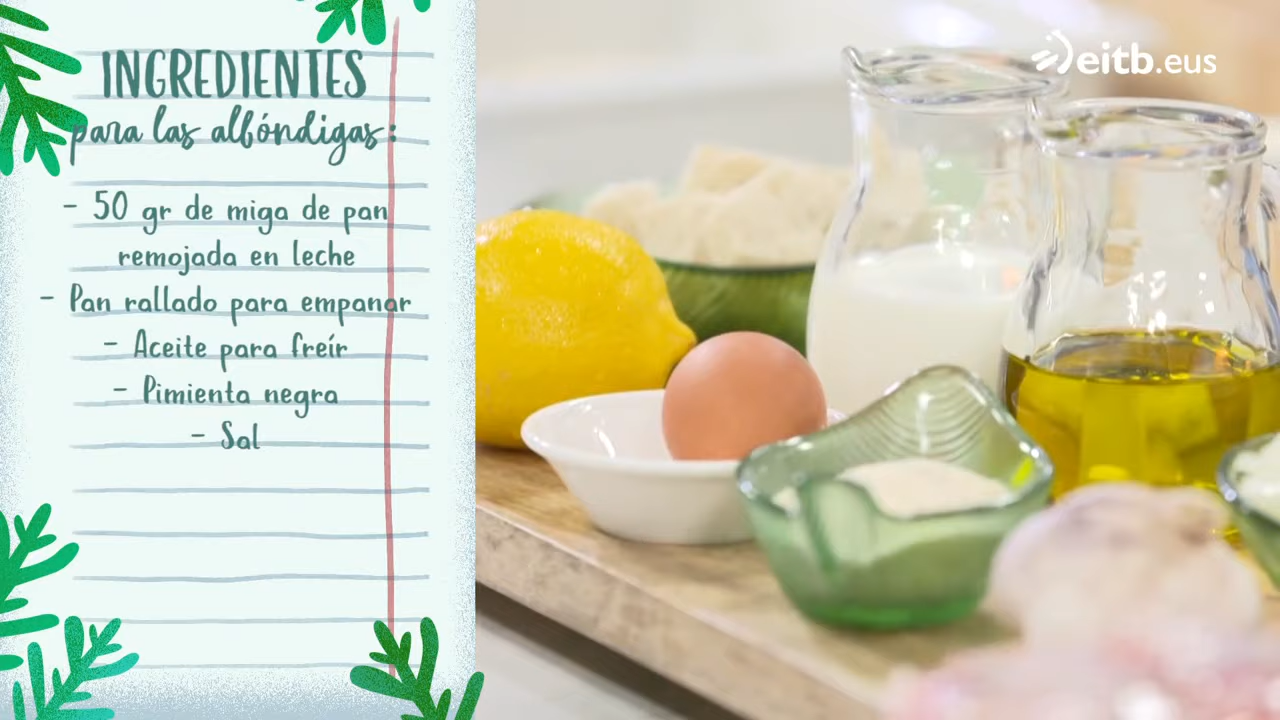 INGREDIENTES
para las albóndigas:
- 50 gr de miga de pan
remojada en leche
- Pan rallado para empanar
- Aceite para freír
- Pimienta negra
- Sal
eitb.eus